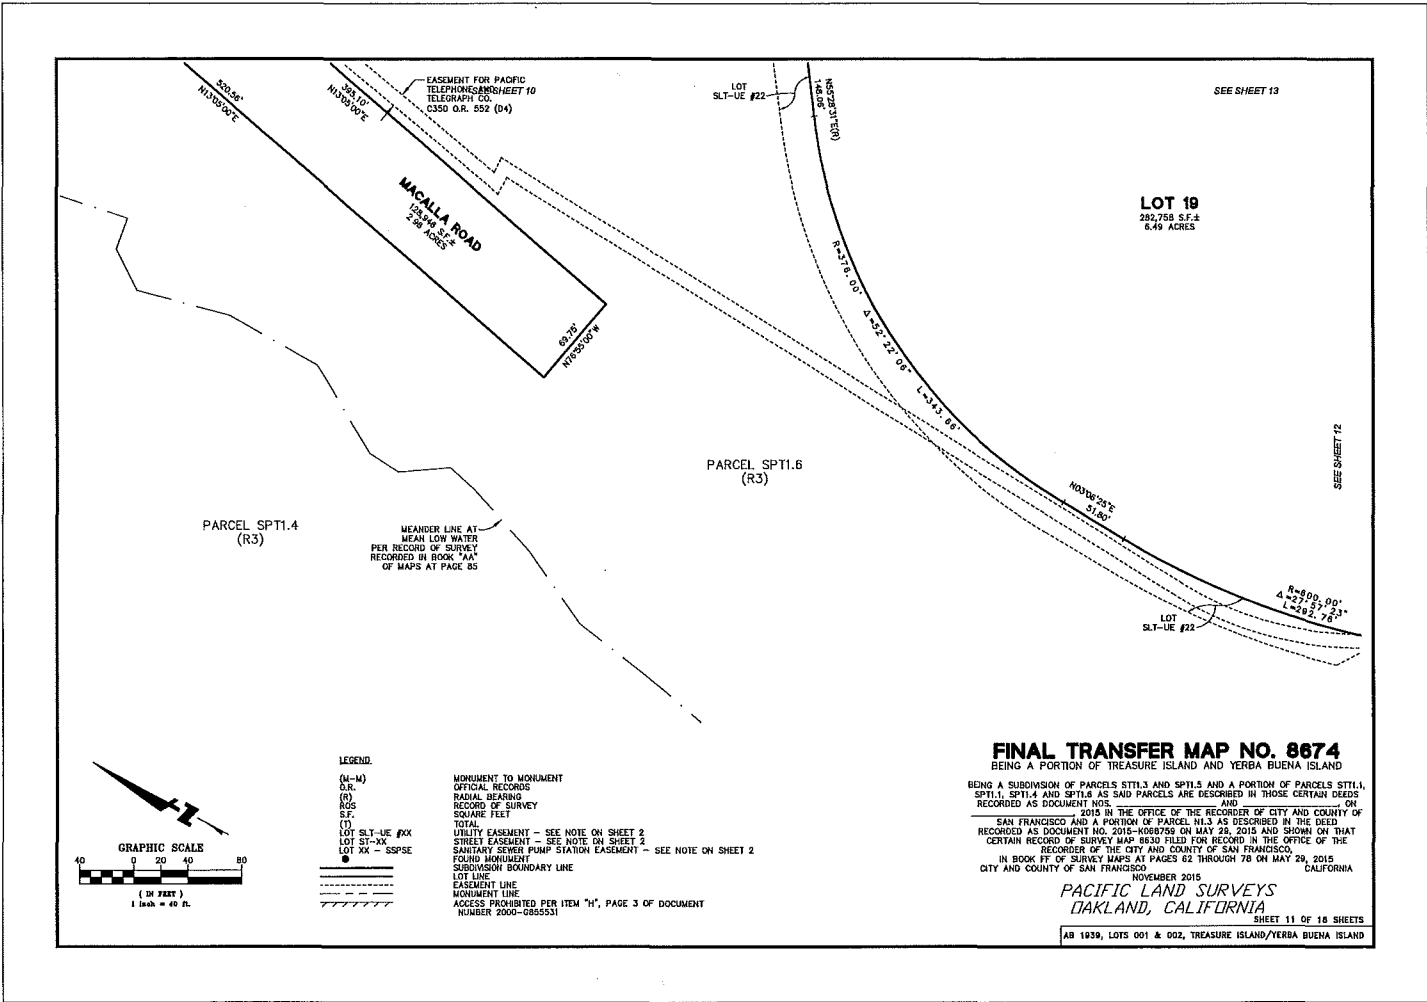 520.56'
N13°05'00"E
395.10'
N13°05'00"E
EASEMENT FOR PACIFIC
TELEPHONE AND
SEE SHEET 10
TELEGRAPH CO.
C350 O.R. 552 (D4)
LOT
SLT-UE #22
N55°28'31"E(R)
148.06'
SEE SHEET 13
MACALLA ROAD
128,948 S.F.±
2.96 ACRES
LOT 19
282,758 S.F.±
6.49 ACRES
R=376.00' Δ=52°22'06" L=343.66'
69.75'
N76°55'00"W
SEE SHEET 12
PARCEL SPT1.6
(R3)
N03°06'25"E
51.80'
PARCEL SPT1.4
(R3)
MEANDER LINE AT
MEAN LOW WATER
PER RECORD OF SURVEY
RECORDED IN BOOK "AA"
OF MAPS AT PAGE 85
R=600.00'
Δ=27°57'23"
L=292.76'
LOT
SLT-UE #22
GRAPHIC SCALE
40 0 20 40 80
( IN FEET )
1 inch = 40 ft.
LEGEND
(M-M) MONUMENT TO MONUMENT
O.R. OFFICIAL RECORDS
(R) RADIAL BEARING
ROS RECORD OF SURVEY
S.F. SQUARE FEET
(T) TOTAL
LOT SLT-UE #XX UTILITY EASEMENT - SEE NOTE ON SHEET 2
LOT ST-XX STREET EASEMENT - SEE NOTE ON SHEET 2
LOT XX - SSPSE SANITARY SEWER PUMP STATION EASEMENT - SEE NOTE ON SHEET 2
FOUND MONUMENT
SUBDIVISION BOUNDARY LINE
LOT LINE
EASEMENT LINE
MONUMENT LINE
ACCESS PROHIBITED PER ITEM "H", PAGE 3 OF DOCUMENT
NUMBER 2000-G855531
FINAL TRANSFER MAP NO. 8674
BEING A PORTION OF TREASURE ISLAND AND YERBA BUENA ISLAND
BEING A SUBDIVISION OF PARCELS STT1.3 AND SPT1.5 AND A PORTION OF PARCELS STT1.1,
SPT1.1, SPT1.4 AND SPT1.6 AS SAID PARCELS ARE DESCRIBED IN THOSE CERTAIN DEEDS
RECORDED AS DOCUMENT NOS. ____ AND ____, ON
____, 2015 IN THE OFFICE OF THE RECORDER OF CITY AND COUNTY OF
SAN FRANCISCO AND A PORTION OF PARCEL N1.3 AS DESCRIBED IN THE DEED
RECORDED AS DOCUMENT NO. 2015-K068759 ON MAY 29, 2015 AND SHOWN ON THAT
CERTAIN RECORD OF SURVEY MAP 8630 FILED FOR RECORD IN THE OFFICE OF THE
RECORDER OF THE CITY AND COUNTY OF SAN FRANCISCO,
IN BOOK FF OF SURVEY MAPS AT PAGES 62 THROUGH 78 ON MAY 29, 2015
CITY AND COUNTY OF SAN FRANCISCO CALIFORNIA
NOVEMBER 2015
PACIFIC LAND SURVEYS
OAKLAND, CALIFORNIA
SHEET 11 OF 18 SHEETS
AB 1939, LOTS 001 & 002, TREASURE ISLAND/YERBA BUENA ISLAND